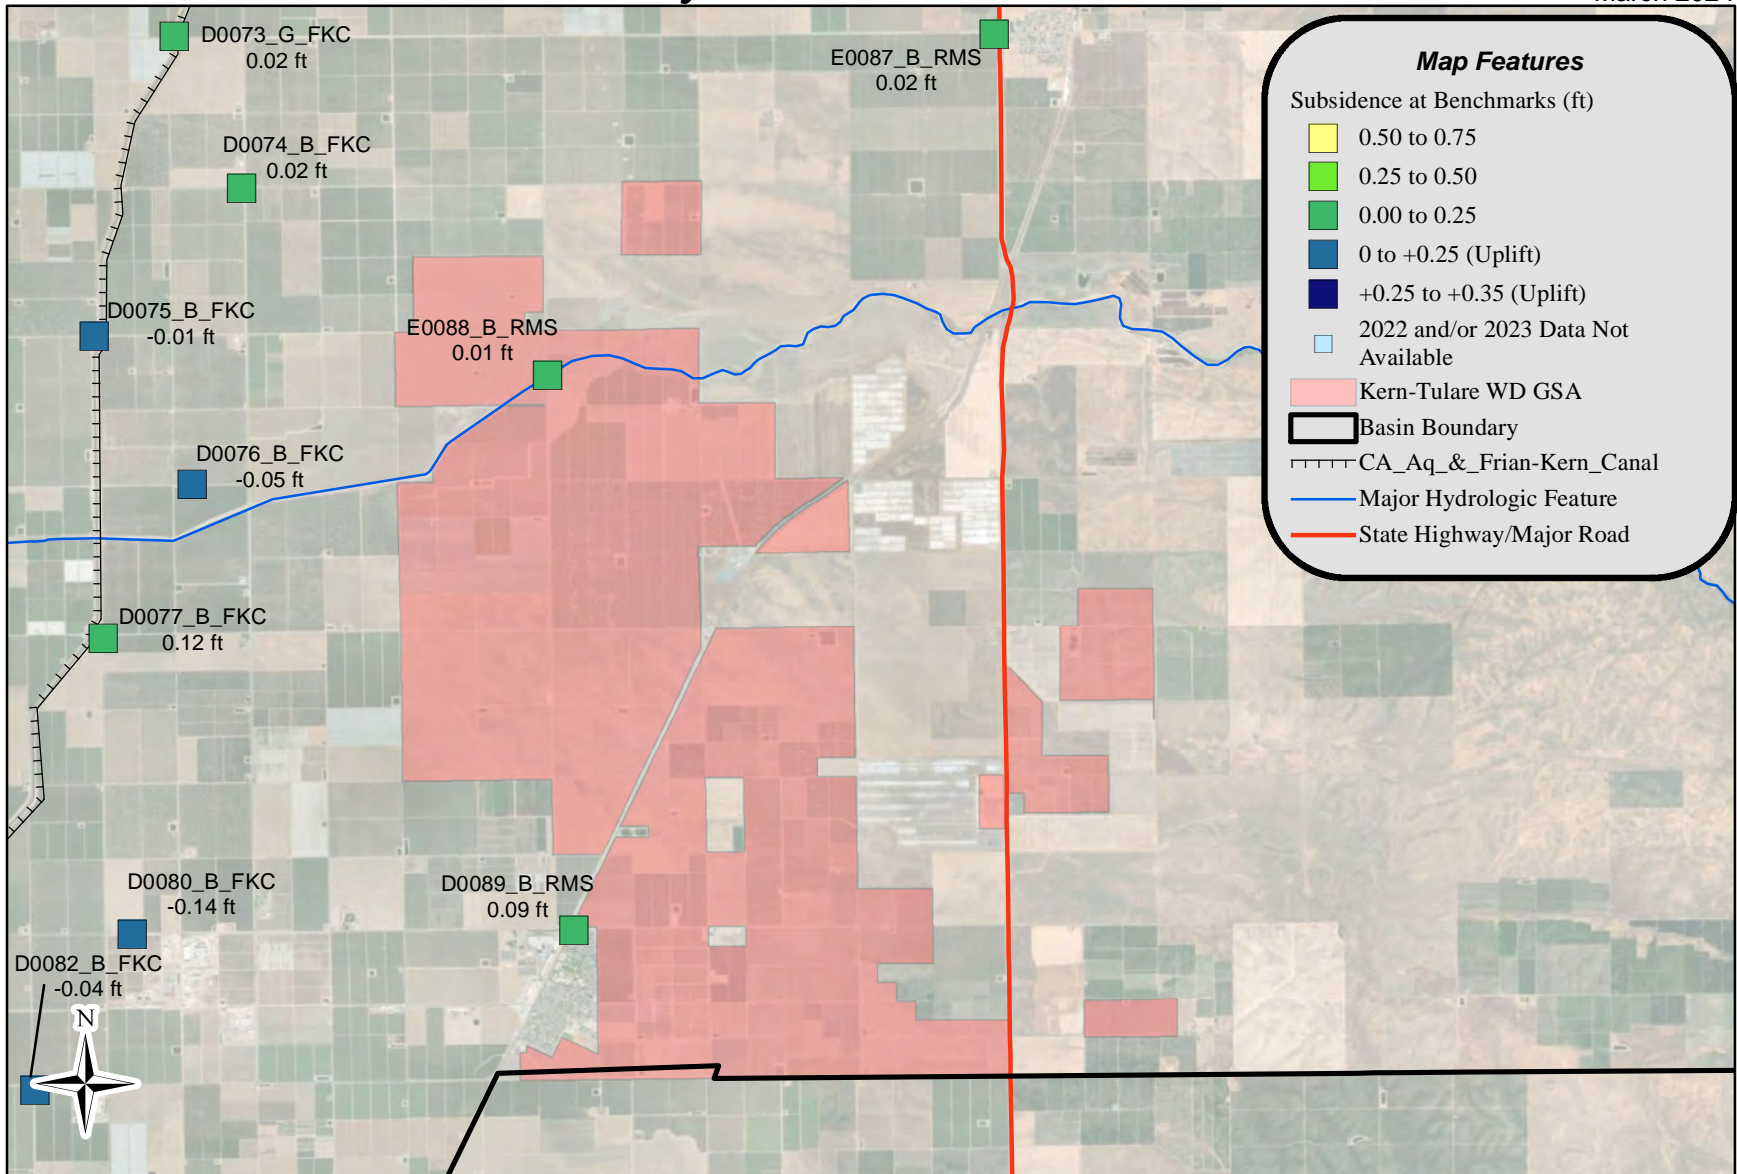 D0073_G_FKC
0.02 ft
E0087_B_RMS
0.02 ft
D0074_B_FKC
0.02 ft
D0075_B_FKC
-0.01 ft
E0088_B_RMS
0.01 ft
D0076_B_FKC
-0.05 ft
D0077_B_FKC
0.12 ft
D0080_B_FKC
-0.14 ft
D0089_B_RMS
0.09 ft
D0082_B_FKC
-0.04 ft
N
Map Features
Subsidence at Benchmarks (ft)
0.50 to 0.75
0.25 to 0.50
0.00 to 0.25
0 to +0.25 (Uplift)
+0.25 to +0.35 (Uplift)
2022 and/or 2023 Data Not
Available
Kern-Tulare WD GSA
Basin Boundary
CA_Aq_&_Frian-Kern_Canal
Major Hydrologic Feature
State Highway/Major Road